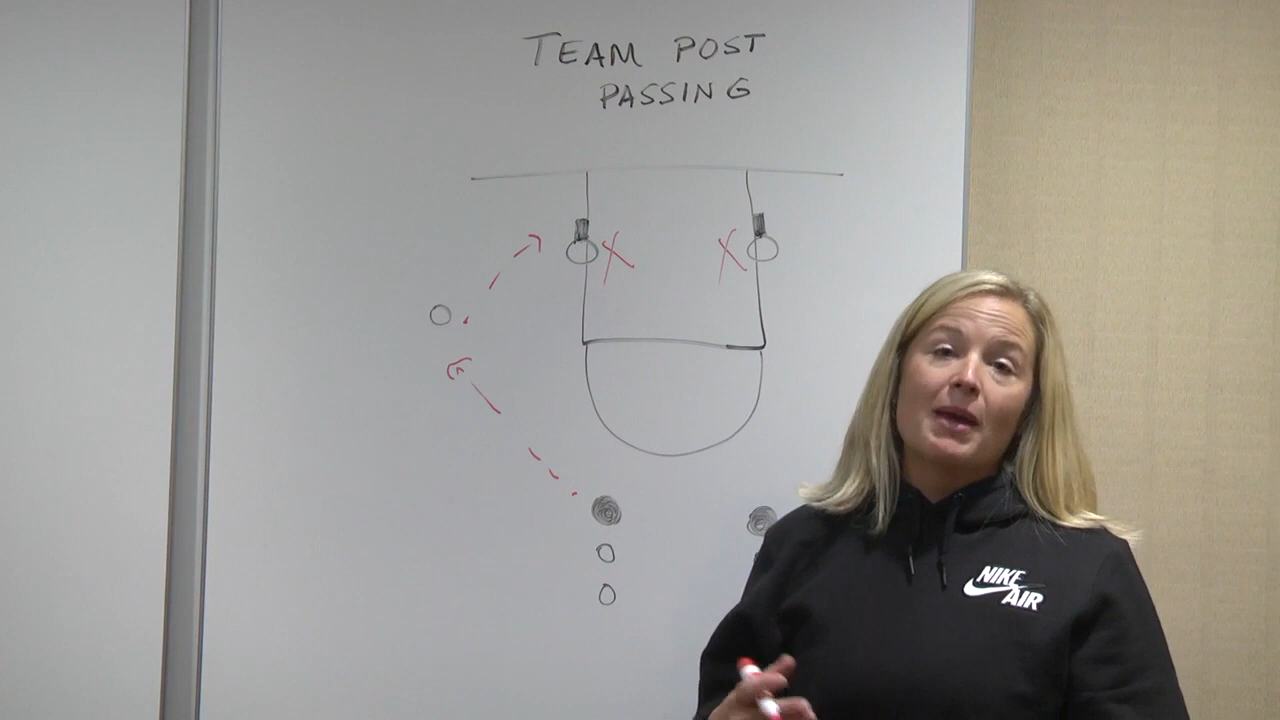 TEAM POST
PASSING
X X
NIKE
AIR